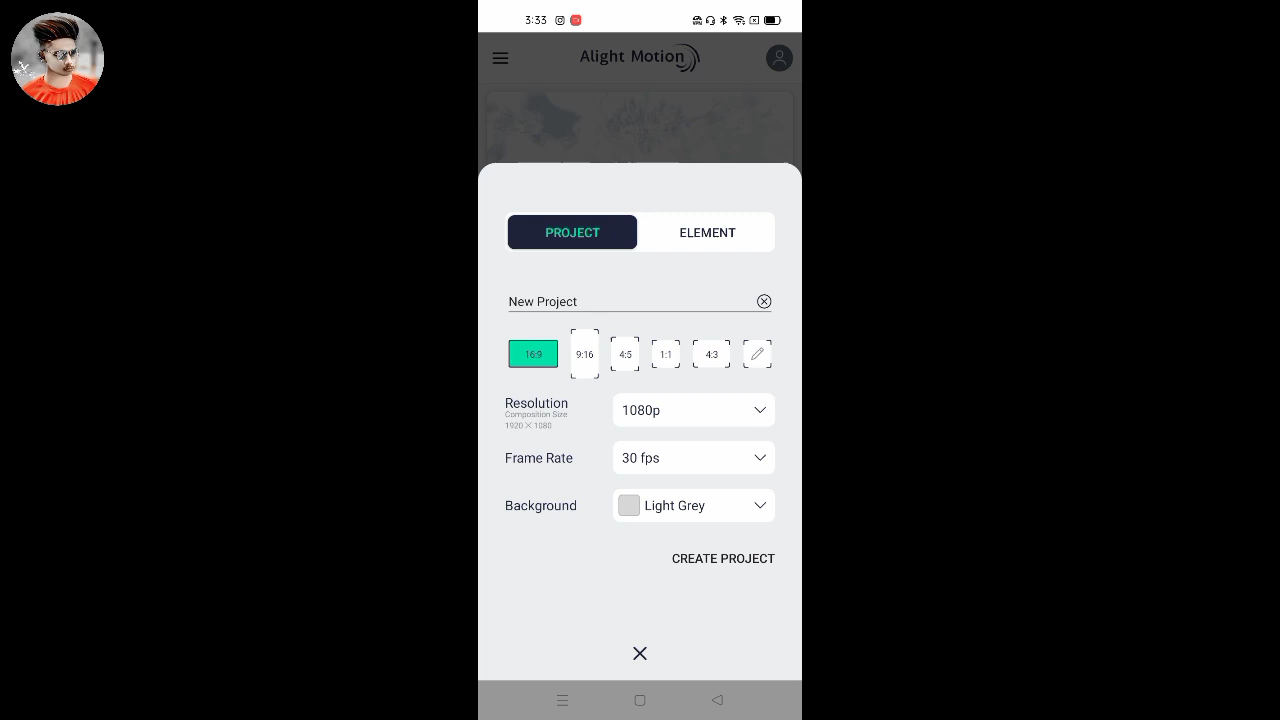 3:33
Alight Motion
PROJECT
ELEMENT
New Project
16:9
9:16
4:5
1:1
4:3
Resolution
Composition Size
1920 × 1080
1080p
Frame Rate
30 fps
Background
Light Grey
CREATE PROJECT